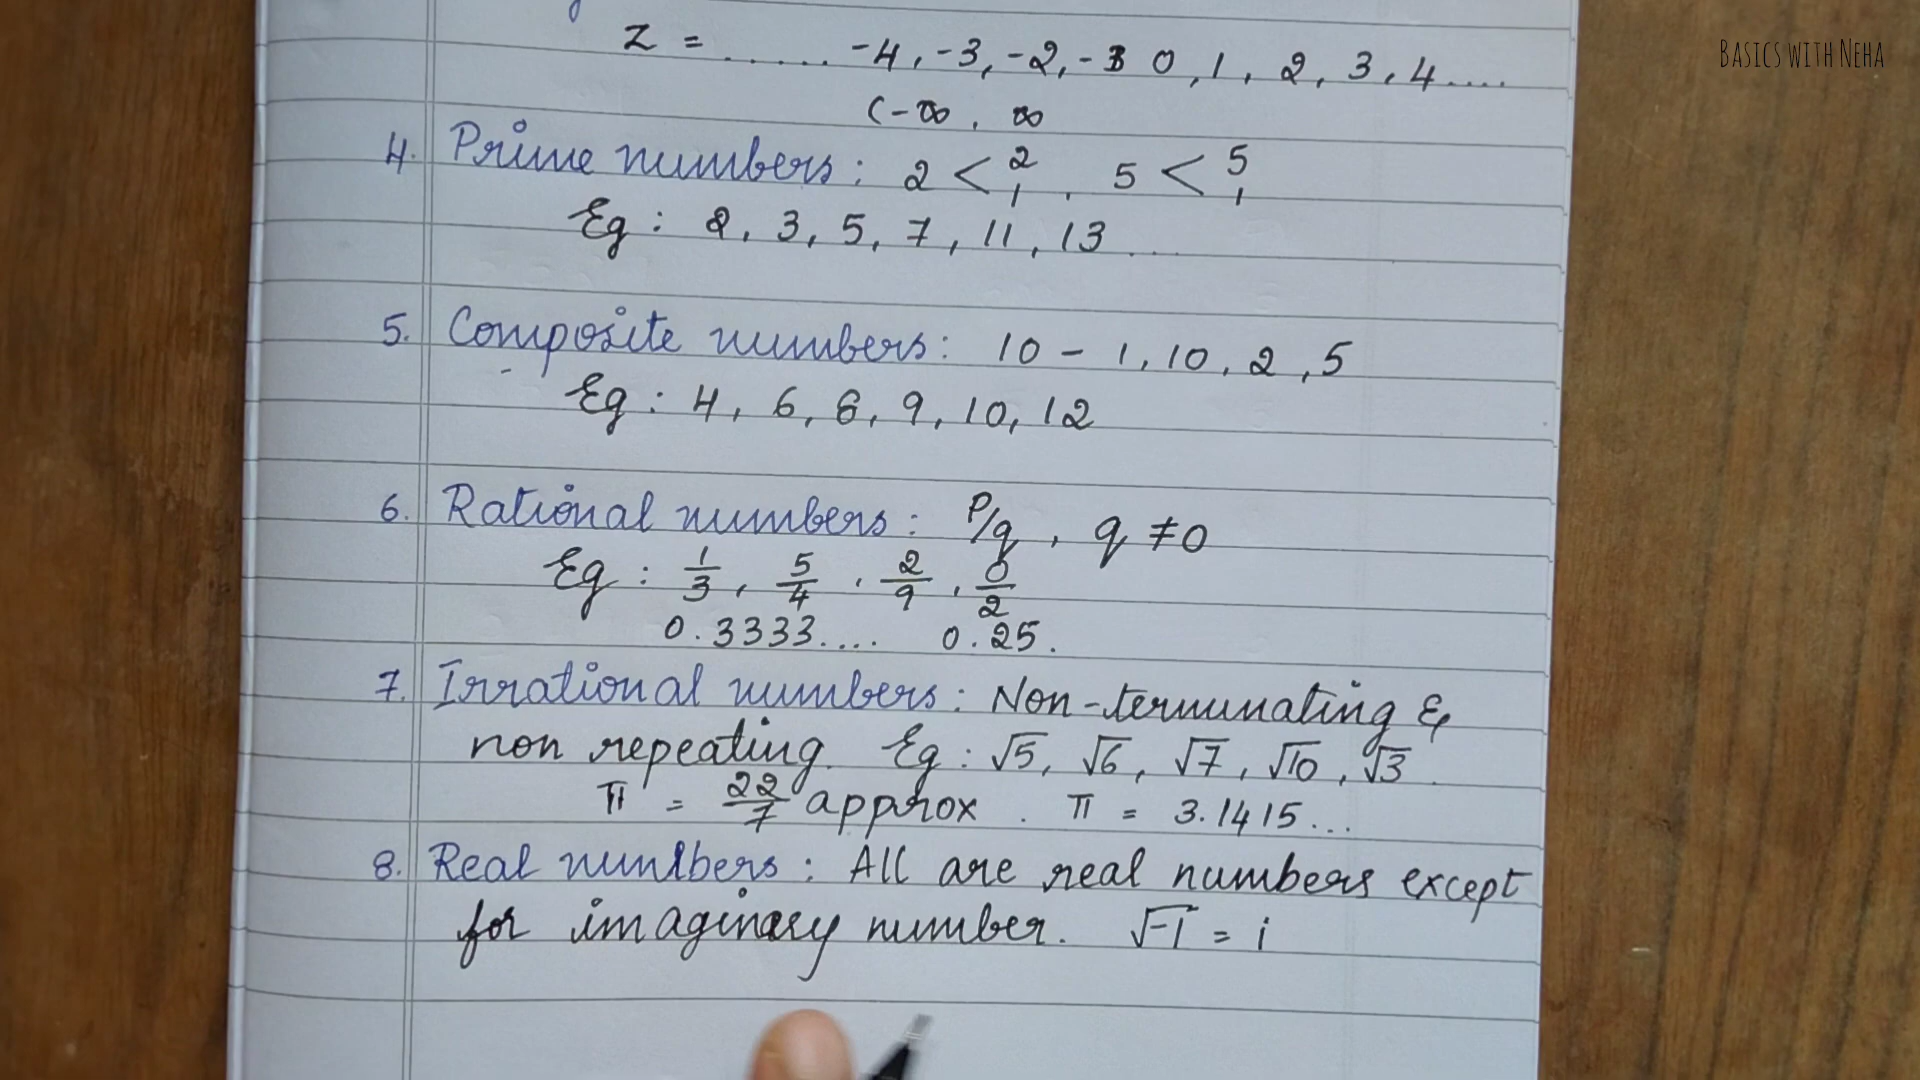 BASICS WITH NEHA
Z = ..... -4, -3, -2, - 0, 1, 2, 3, 4....
(-∞, ∞
4. Prime numbers: 2 < 2 1, 5 < 5 1
Eg: 2, 3, 5, 7, 11, 13...
5. Composite numbers: 10 - 1, 10, 2, 5
Eg: 4, 6, 8, 9, 10, 12
6. Rational numbers: P/q, q ≠ 0
Eg: 1/3, 5/4, 2/9, 0/2
0.3333.... 0.25.
7. Irrational numbers: Non-terminating &
non repeating. Eg: √5, √6, √7, √10, √3
π = 22/7 approx. π = 3.1415...
8. Real numbers: All are real numbers except
for imaginary number. √-1 = i